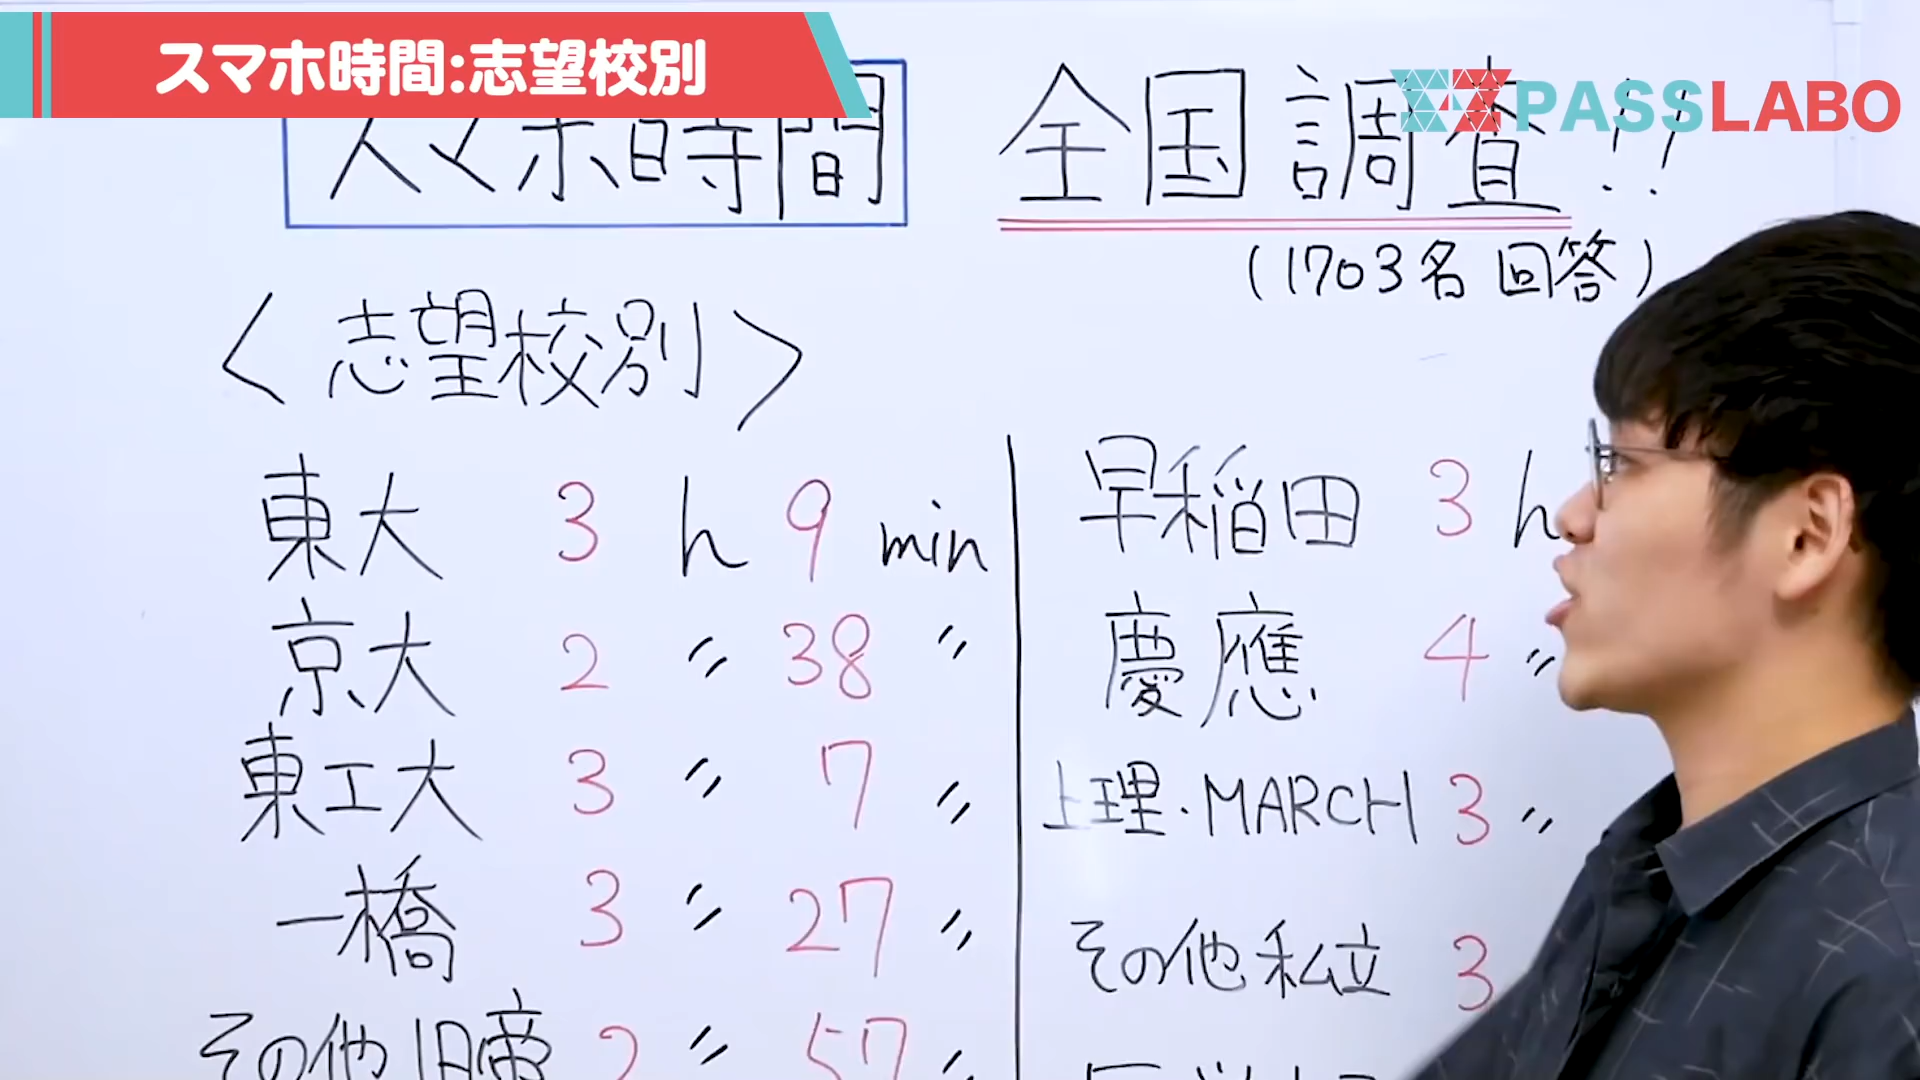 スマホ時間:志望校別
PASSLABO
スマホ時間 全国調査!!
(1703名 回答)
<志望校別>
東大 3 h 9 min
京大 2 〃 38 〃
東工大 3 〃 7 〃
一橋 3 〃 27 〃
その他旧帝 2 〃 57 〃
早稲田 3 h
慶應 4 〃
上理・MARCH 3 〃
その他私立 3